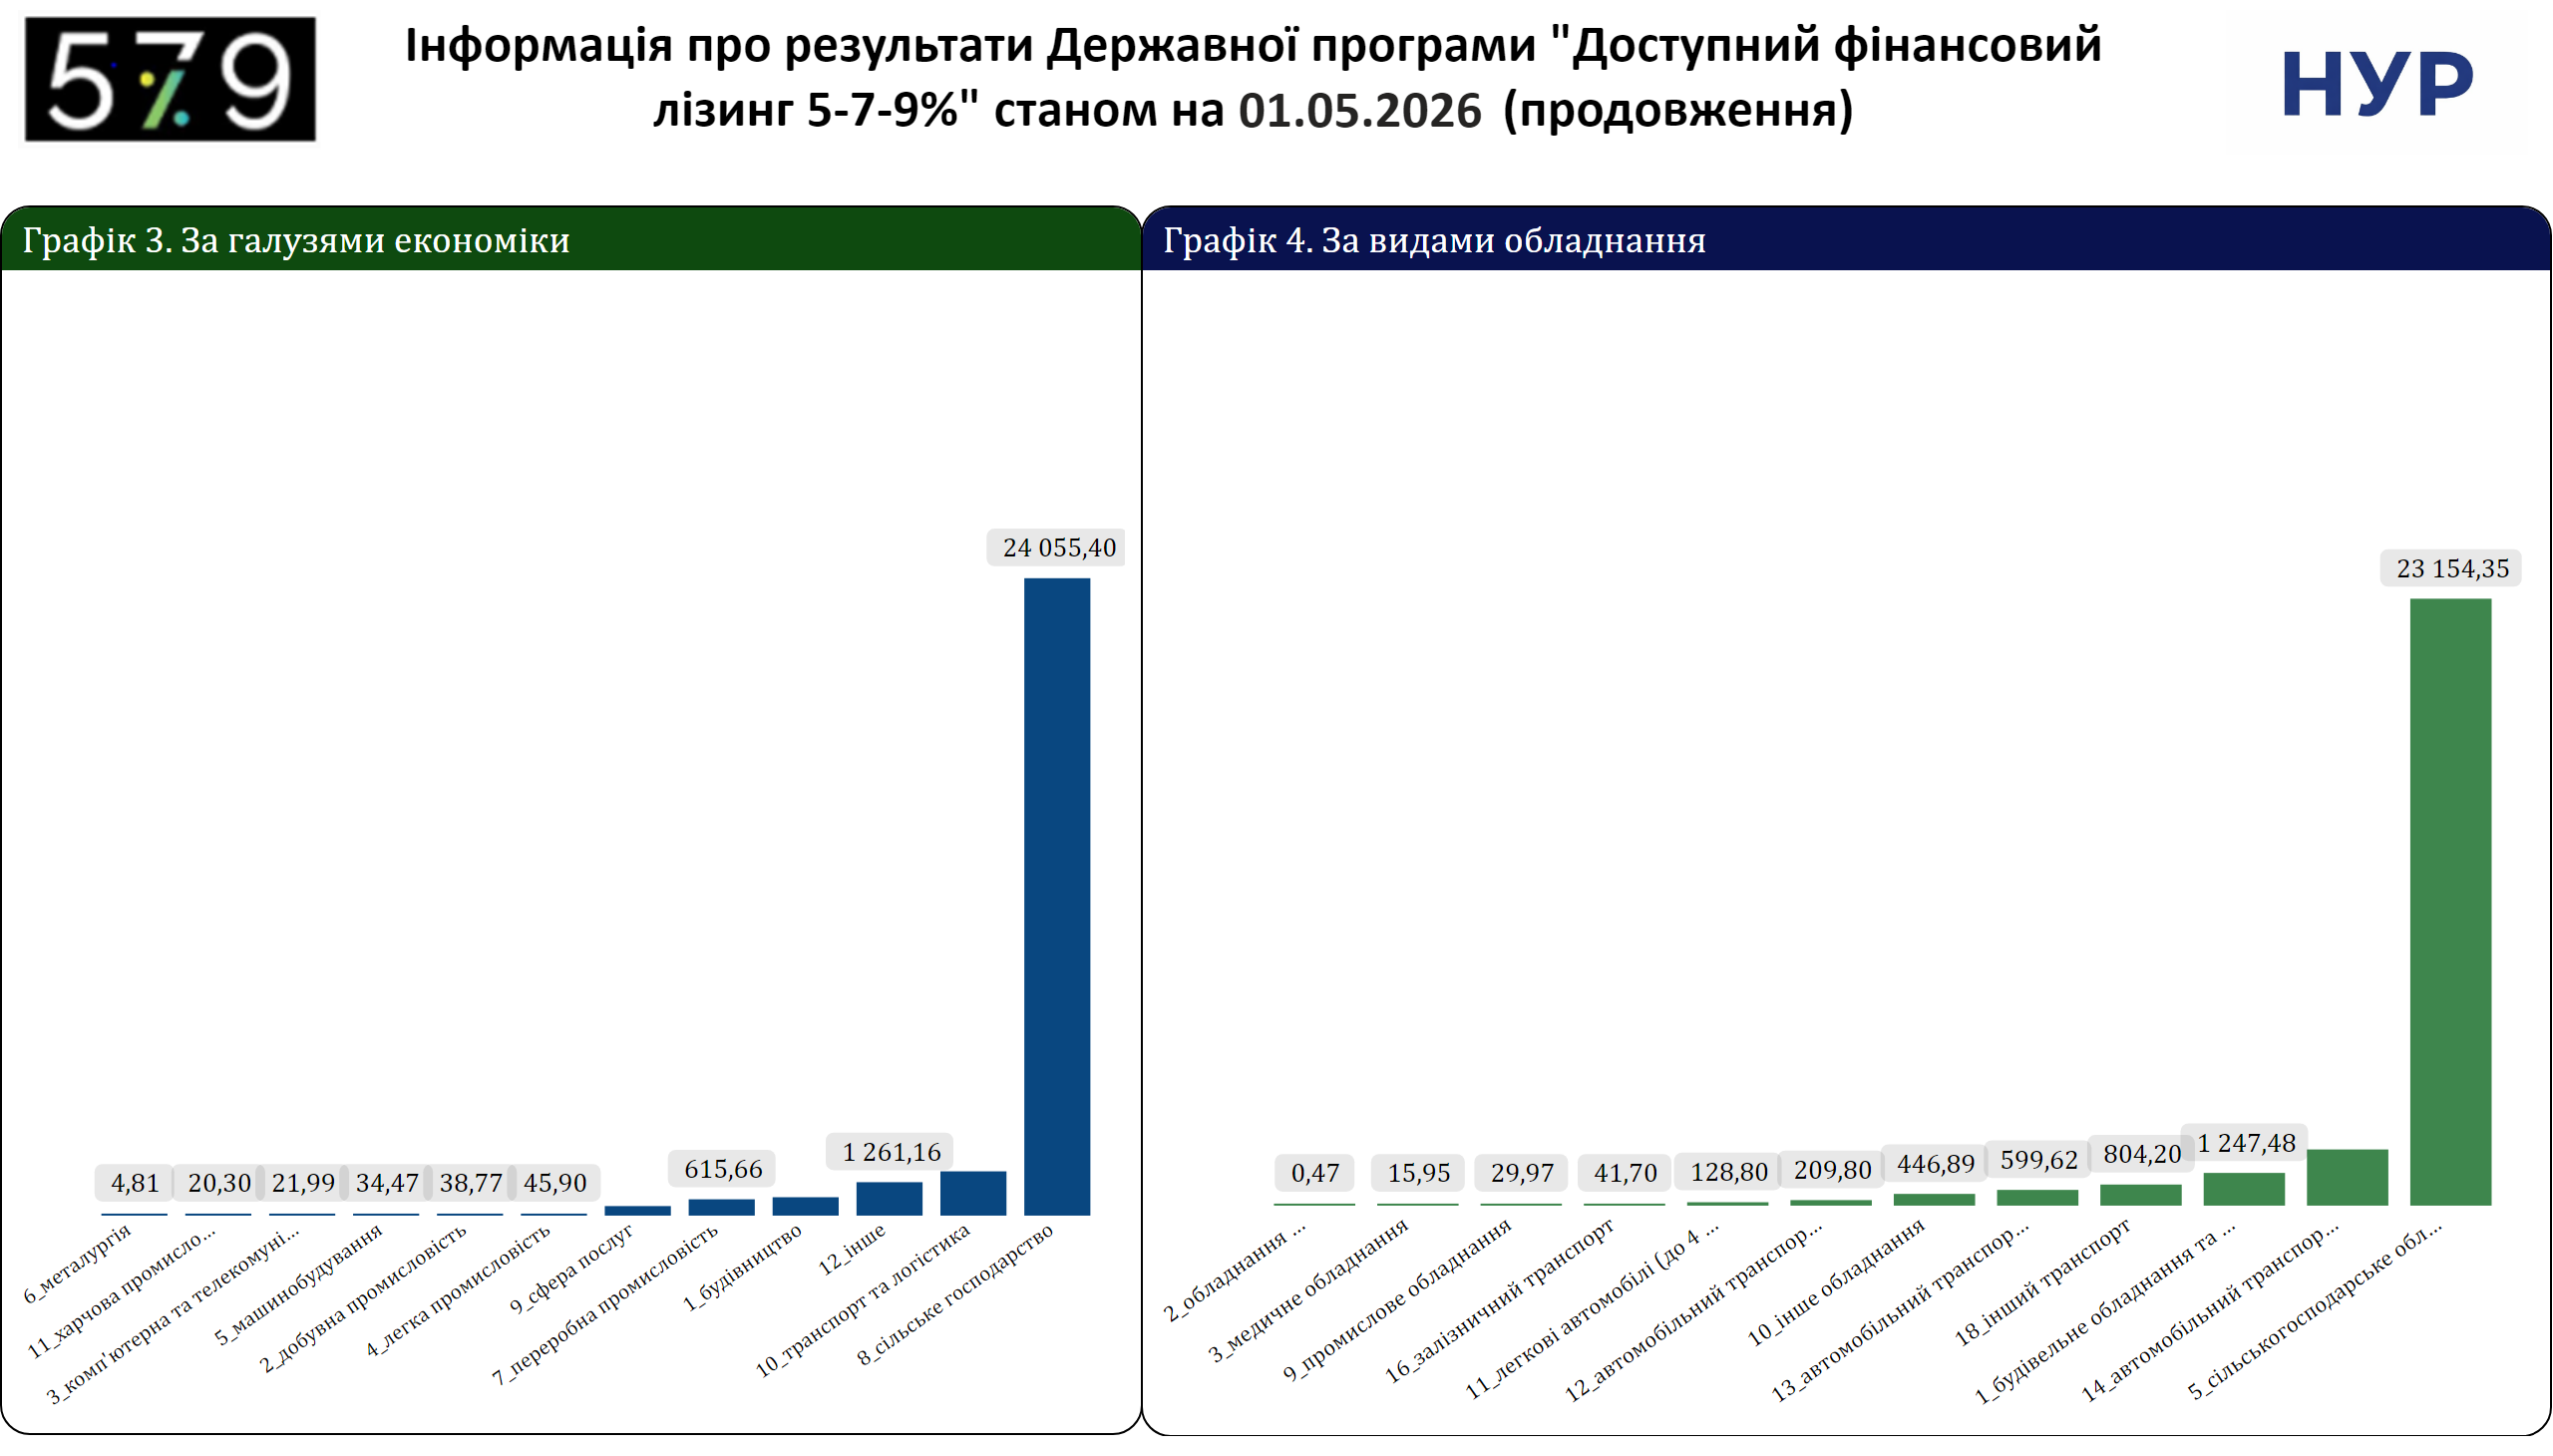 579
Інформація про результати Державної програми "Доступний фінансовий
лізинг 5-7-9%" станом на 01.05.2026 (продовження)
НУР
Графік 3. За галузями економіки
24 055,40
1 261,16
615,66
4,81 20,30 21,99 34,47 38,77 45,90
6_металургія
11_харчова промисло...
3_комп'ютерна та телекомуні...
5_машинобудування
2_добувна промисловість
4_легка промисловість
9_сфера послуг
7_переробна промисловість
1_будівництво
12_інше
10_транспорт та логістика
8_сільське господарство
Графік 4. За видами обладнання
23 154,35
0,47 15,95 29,97 41,70 128,80 209,80 446,89 599,62 804,20 1 247,48
2_обладнання ...
3_медичне обладнання
9_промислове обладнання
16_залізничний транспорт
11_легкові автомобілі (до 4 ...
12_автомобільний транспор...
10_інше обладнання
13_автомобільний транспор...
18_інший транспорт
1_будівельне обладнання та ...
14_автомобільний транспор...
5_сільськогосподарське обл...